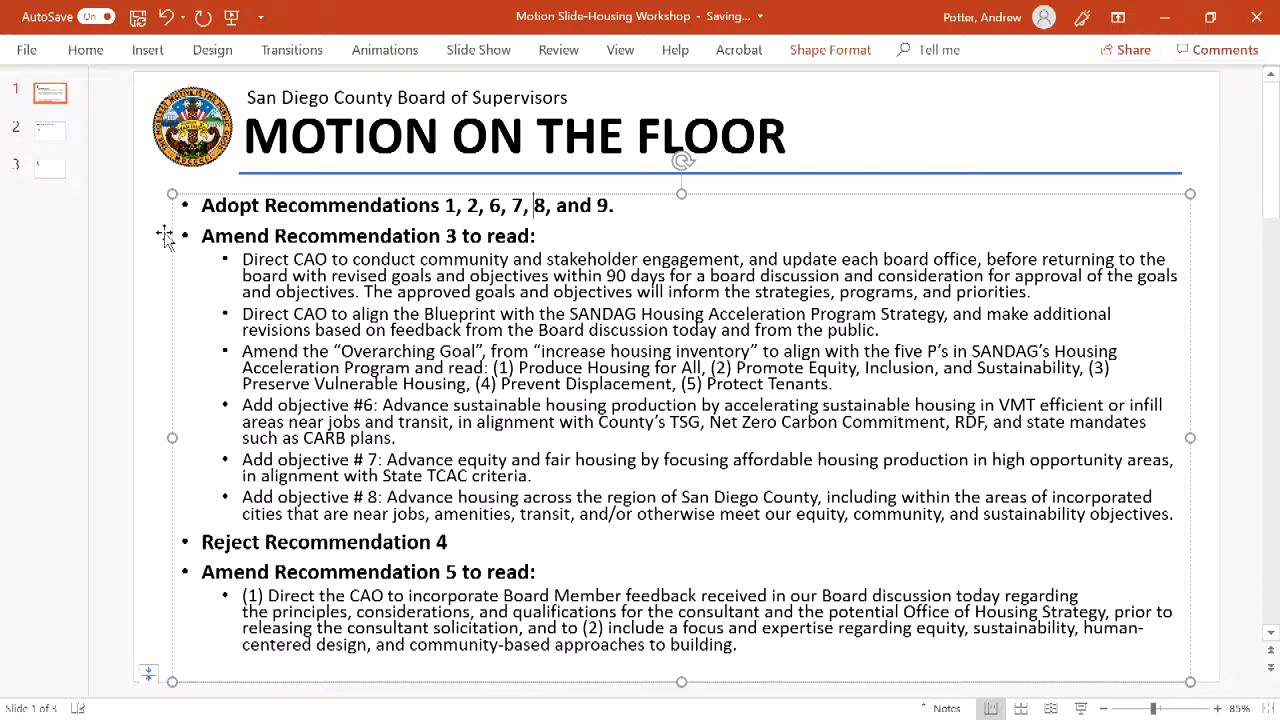 AutoSave On Motion Slide-Housing Workshop - Saving... Potter, Andrew
File Home Insert Design Transitions Animations Slide Show Review View Help Acrobat Shape Format Tell me Share Comments
1
2
3
San Diego County Board of Supervisors
MOTION ON THE FLOOR
• Adopt Recommendations 1, 2, 6, 7, 8, and 9.
• Amend Recommendation 3 to read:
• Direct CAO to conduct community and stakeholder engagement, and update each board office, before returning to the
board with revised goals and objectives within 90 days for a board discussion and consideration for approval of the goals
and objectives. The approved goals and objectives will inform the strategies, programs, and priorities.
• Direct CAO to align the Blueprint with the SANDAG Housing Acceleration Program Strategy, and make additional
revisions based on feedback from the Board discussion today and from the public.
• Amend the “Overarching Goal”, from “increase housing inventory” to align with the five P’s in SANDAG’s Housing
Acceleration Program and read: (1) Produce Housing for All, (2) Promote Equity, Inclusion, and Sustainability, (3)
Preserve Vulnerable Housing, (4) Prevent Displacement, (5) Protect Tenants.
• Add objective #6: Advance sustainable housing production by accelerating sustainable housing in VMT efficient or infill
areas near jobs and transit, in alignment with County’s TSG, Net Zero Carbon Commitment, RDF, and state mandates
such as CARB plans.
• Add objective # 7: Advance equity and fair housing by focusing affordable housing production in high opportunity areas,
in alignment with State TCAC criteria.
• Add objective # 8: Advance housing across the region of San Diego County, including within the areas of incorporated
cities that are near jobs, amenities, transit, and/or otherwise meet our equity, community, and sustainability objectives.
• Reject Recommendation 4
• Amend Recommendation 5 to read:
• (1) Direct the CAO to incorporate Board Member feedback received in our Board discussion today regarding
the principles, considerations, and qualifications for the consultant and the potential Office of Housing Strategy, prior to
releasing the consultant solicitation, and to (2) include a focus and expertise regarding equity, sustainability, human-
centered design, and community-based approaches to building.
Slide 1 of 3 Notes 85%